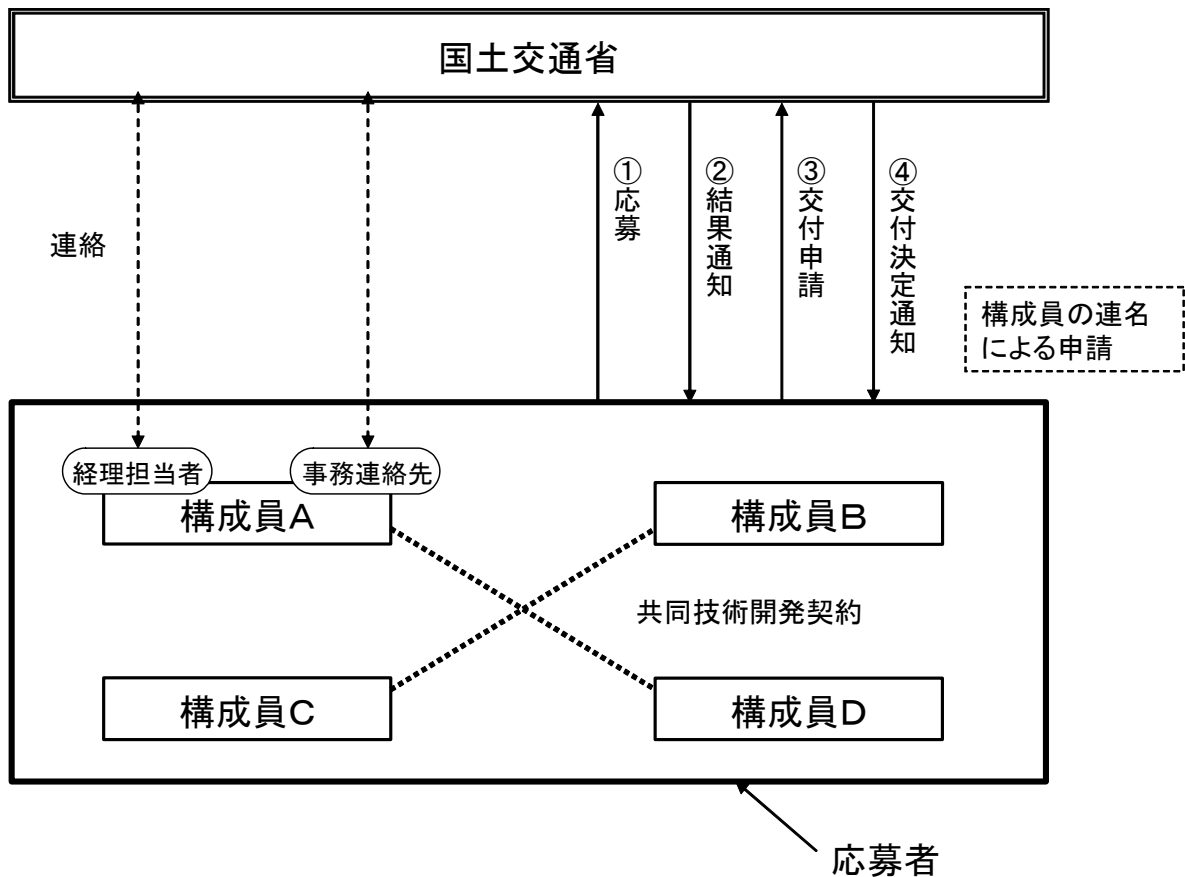 国土交通省
連絡
①応募
②結果通知
③交付申請
④交付決定通知
構成員の連名
による申請
経理担当者
事務連絡先
構成員A
構成員B
共同技術開発契約
構成員C
構成員D
応募者